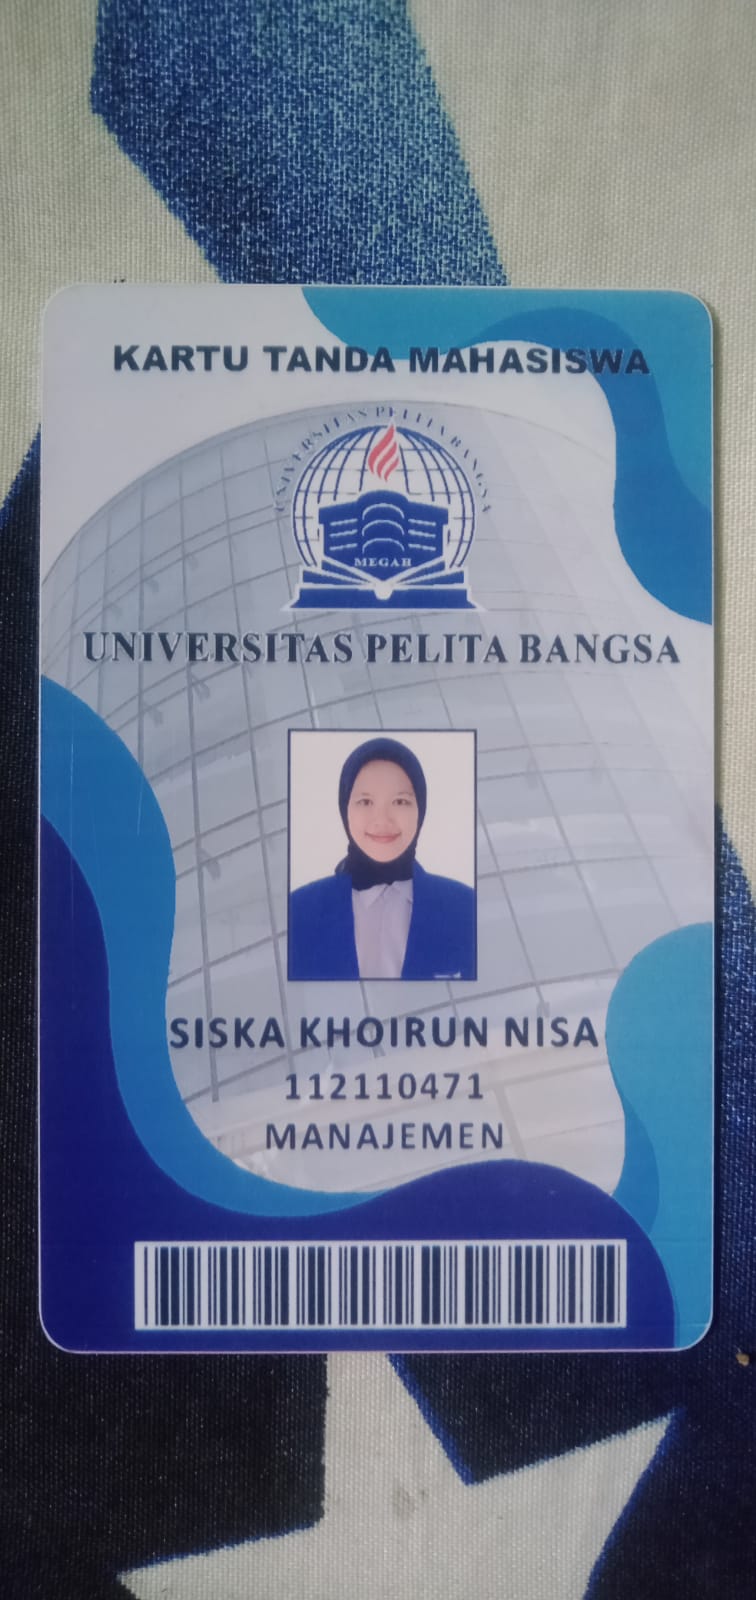 KARTU TANDA MAHASISWA
UNIVERSITAS PELITA BANGSA
MEGAH
UNIVERSITAS PELITA BANGSA
SISKA KHOIRUN NISA
112110471
MANAJEMEN